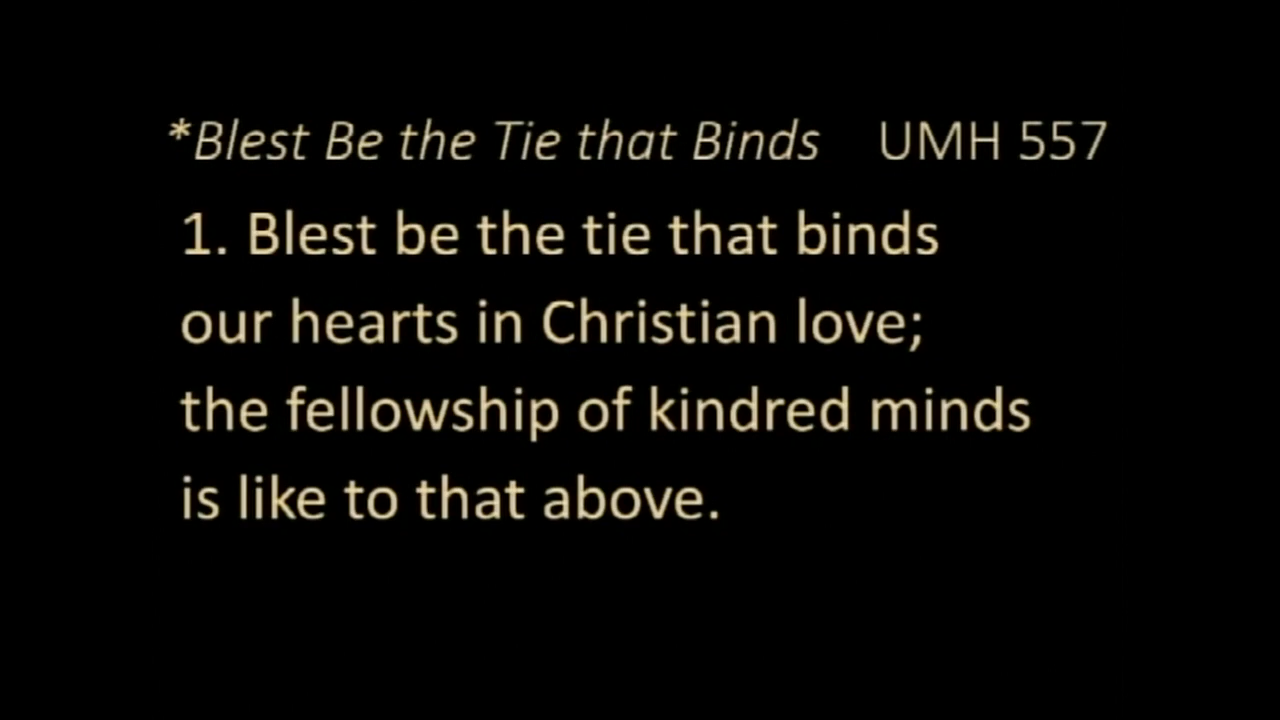 *Blest Be the Tie that Binds UMH 557
1. Blest be the tie that binds
our hearts in Christian love;
the fellowship of kindred minds
is like to that above.